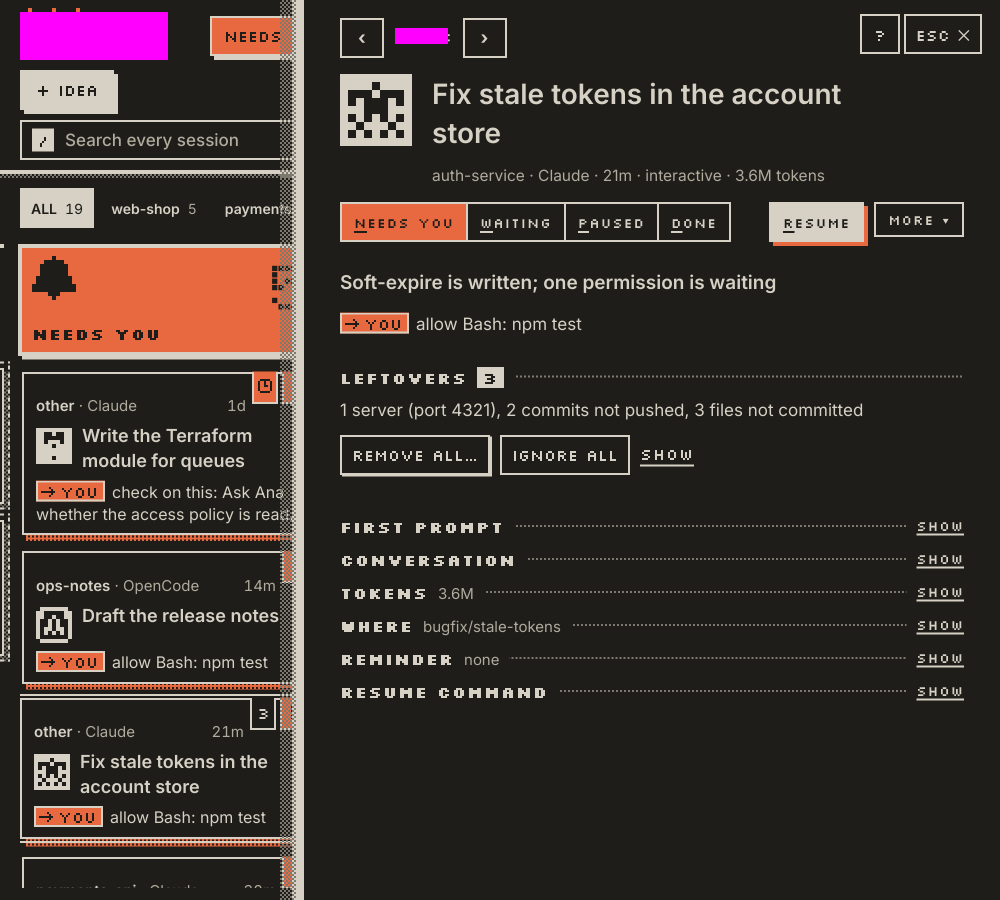 NEEDS
+ IDEA
/ Search every session
ALL 19 web-shop 5 payments
NEEDS YOU
other · Claude 1d
Write the Terraform
module for queues
→ YOU check on this: Ask Ana
whether the access policy is read
ops-notes · OpenCode 14m
Draft the release notes
→ YOU allow Bash: npm test
3
other · Claude 21m
Fix stale tokens in the
account store
→ YOU allow Bash: npm test
‹ › ? ESC ×
Fix stale tokens in the account
store
auth-service · Claude · 21m · interactive · 3.6M tokens
NEEDS YOU WAITING PAUSED DONE RESUME MORE ▾
Soft-expire is written; one permission is waiting
→ YOU allow Bash: npm test
LEFTOVERS 3
1 server (port 4321), 2 commits not pushed, 3 files not committed
REMOVE ALL… IGNORE ALL SHOW
FIRST PROMPT SHOW
CONVERSATION SHOW
TOKENS 3.6M SHOW
WHERE bugfix/stale-tokens SHOW
REMINDER none SHOW
RESUME COMMAND SHOW